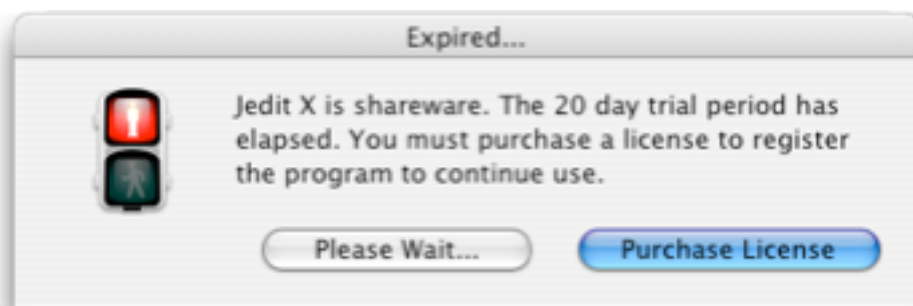 Expired...
Jedit X is shareware. The 20 day trial period has
elapsed. You must purchase a license to register
the program to continue use.
Please Wait...
Purchase License